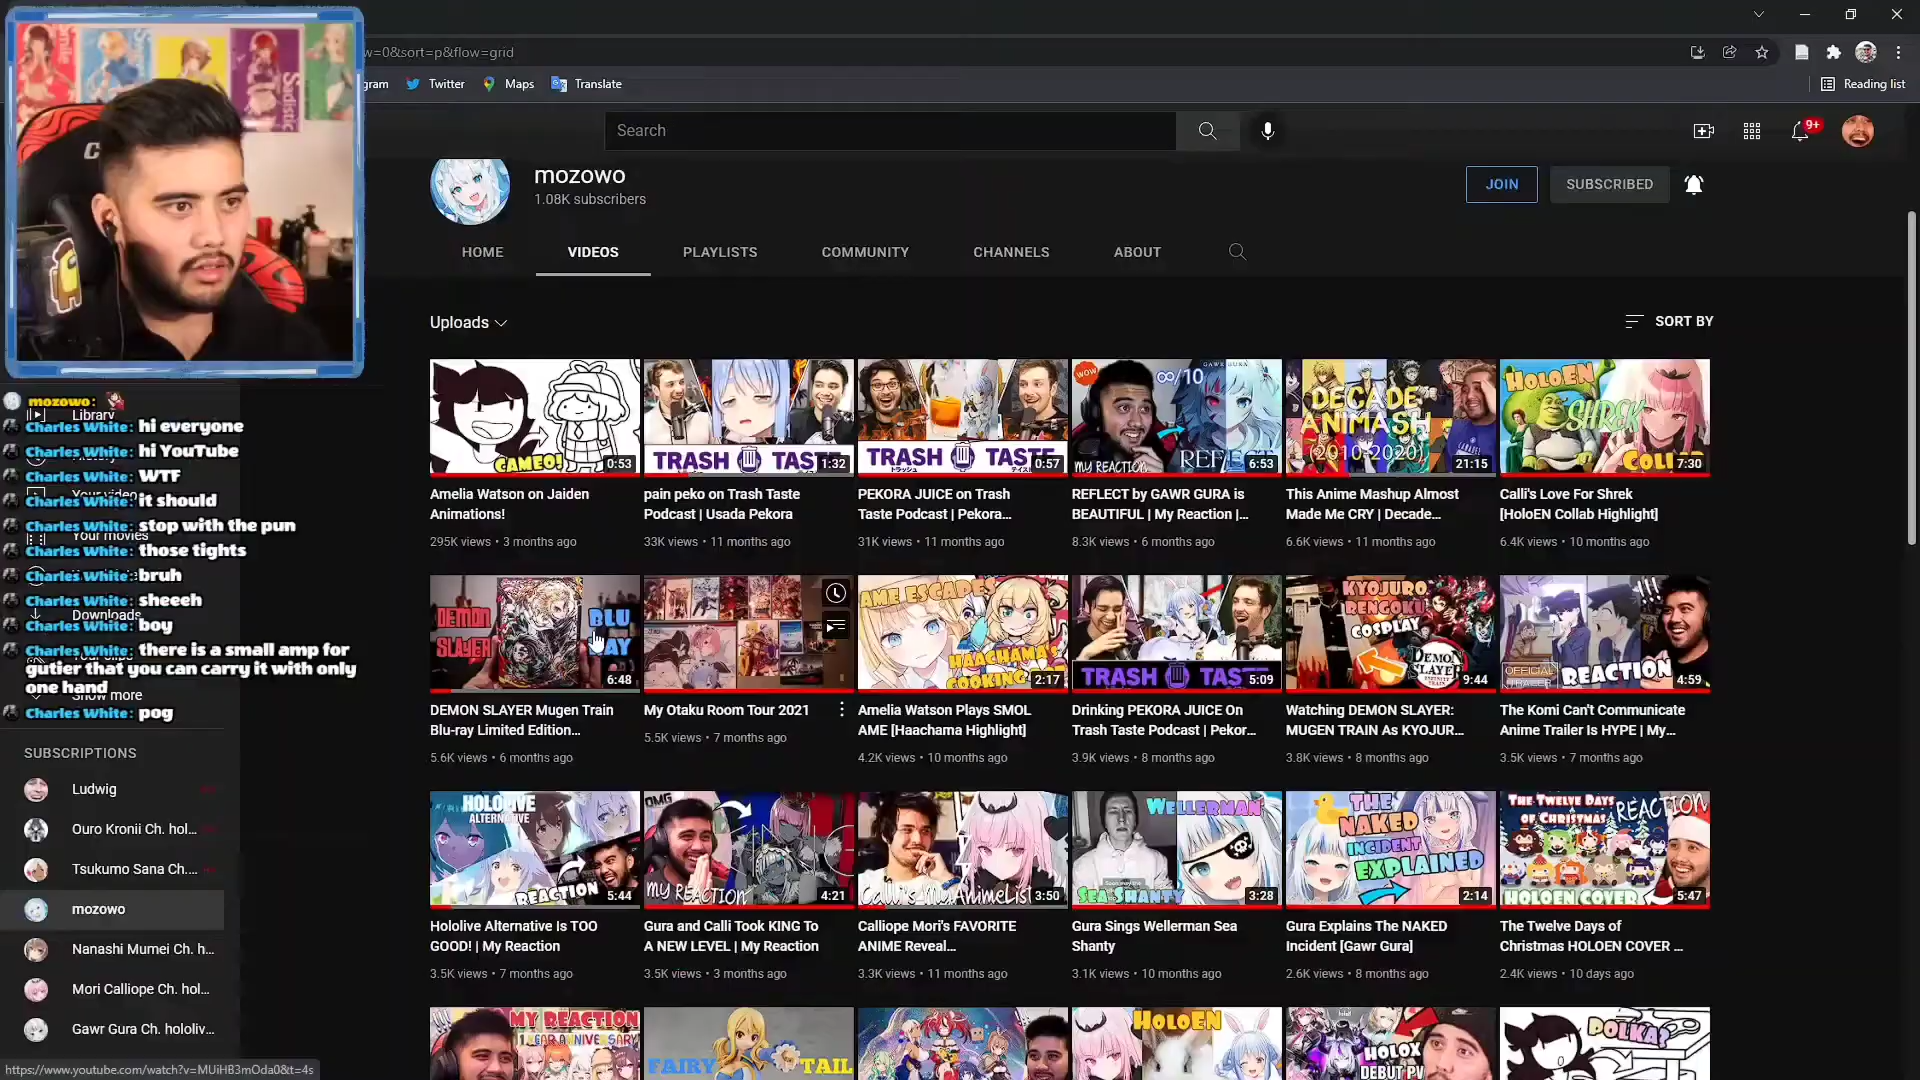 w=0&sort=p&flow=grid
gram
Twitter
Maps
Translate
Reading list
Search
9+
mozowo
1.08K subscribers
JOIN
SUBSCRIBED
HOME
VIDEOS
PLAYLISTS
COMMUNITY
CHANNELS
ABOUT
Uploads
SORT BY
CAMEO!
0:53
TRASH TASTE
1:32
TRASH TASTE
0:57
WOW
GAWR GURA
∞/10
MY REACTION
6:53
DECADE
ANIMASH
(2010-2020)
21:15
HOLOEN
SHREK
7:30
Amelia Watson on Jaiden
Animations!
295K views • 3 months ago
pain peko on Trash Taste
Podcast | Usada Pekora
33K views • 11 months ago
PEKORA JUICE on Trash
Taste Podcast | Pekora...
31K views • 11 months ago
REFLECT by GAWR GURA is
BEAUTIFUL | My Reaction |...
8.3K views • 6 months ago
This Anime Mashup Almost
Made Me CRY | Decade...
6.6K views • 11 months ago
Calli's Love For Shrek
[HoloEN Collab Highlight]
6.4K views • 10 months ago
mozowo:
Library
Charles White: hi everyone
Charles White: hi YouTube
Charles White: WTF
Your videos
Charles White: it should
Charles White: stop with the pun
Your movies
Charles White: those tights
Charles White: bruh
Charles White: sheeeh
Downloads
Charles White: boy
Charles White: there is a small amp for
gutier that you can carry it with only
one hand
Show more
Charles White: pog
DEMON
SLAYER
6:48
AME ESCAPES
HAACHAMA'S
COOKING
2:17
TRASH
5:09
KYOJURO
RENGOKU
COSPLAY
DEMON
9:44
OFFICIAL
REACTION
4:59
DEMON SLAYER Mugen Train
Blu-ray Limited Edition...
5.6K views • 6 months ago
My Otaku Room Tour 2021
5.5K views • 7 months ago
Amelia Watson Plays SMOL
AME [Haachama Highlight]
4.2K views • 10 months ago
Drinking PEKORA JUICE On
Trash Taste Podcast | Pekor...
3.9K views • 8 months ago
Watching DEMON SLAYER:
MUGEN TRAIN As KYOJUR...
3.8K views • 8 months ago
The Komi Can't Communicate
Anime Trailer Is HYPE | My...
3.5K views • 7 months ago
SUBSCRIPTIONS
Ludwig
Ouro Kronii Ch. hol...
Tsukumo Sana Ch....
mozowo
Nanashi Mumei Ch. h...
Mori Calliope Ch. hol...
Gawr Gura Ch. hololiv...
HOLOLIVE
ALTERNATIVE
REACTION
5:44
OMG
MY REACTION
4:21
Calli's MyAnimeList
3:50
WELLERMAN
SEA SHANTY
3:28
THE
NAKED
INCIDENT
EXPLAINED
2:14
THE TWELVE DAYS
OF CHRISTMAS
REACTION
HOLOEN COVER
5:47
Hololive Alternative Is TOO
GOOD! | My Reaction
3.5K views • 7 months ago
Gura and Calli Took KING To
A NEW LEVEL | My Reaction
3.5K views • 3 months ago
Calliope Mori's FAVORITE
ANIME Reveal...
3.3K views • 11 months ago
Gura Sings Wellerman Sea
Shanty
3.1K views • 10 months ago
Gura Explains The NAKED
Incident [Gawr Gura]
2.6K views • 8 months ago
The Twelve Days of
Christmas HOLOEN COVER ...
2.4K views • 10 days ago
MY REACTION
1 YEAR ANNIVERSARY
FAIRY TAIL
HOLOEN
HOLOX
DEBUT PV
POLKA?
https://www.youtube.com/watch?v=MUiHB3mOda0&t=4s